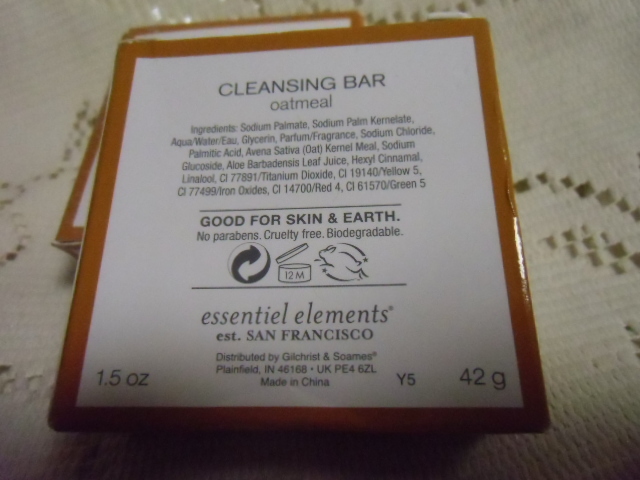 CLEANSING BAR
oatmeal
Ingredients: Sodium Palmate, Sodium Palm Kernelate,
Aqua/Water/Eau, Glycerin, Parfum/Fragrance, Sodium Chloride,
Palmitic Acid, Avena Sativa (Oat) Kernel Meal, Sodium
Glucoside, Aloe Barbadensis Leaf Juice, Hexyl Cinnamal,
Linalool, CI 77891/Titanium Dioxide, CI 19140/Yellow 5,
CI 77499/Iron Oxides, CI 14700/Red 4, CI 61570/Green 5
GOOD FOR SKIN & EARTH.
No parabens. Cruelty free. Biodegradable.
12 M
essentiel elements®
est. SAN FRANCISCO
Distributed by Gilchrist & Soames®
Plainfield, IN 46168 • UK PE4 6ZL
Made in China
1.5 oz Y5 42 g